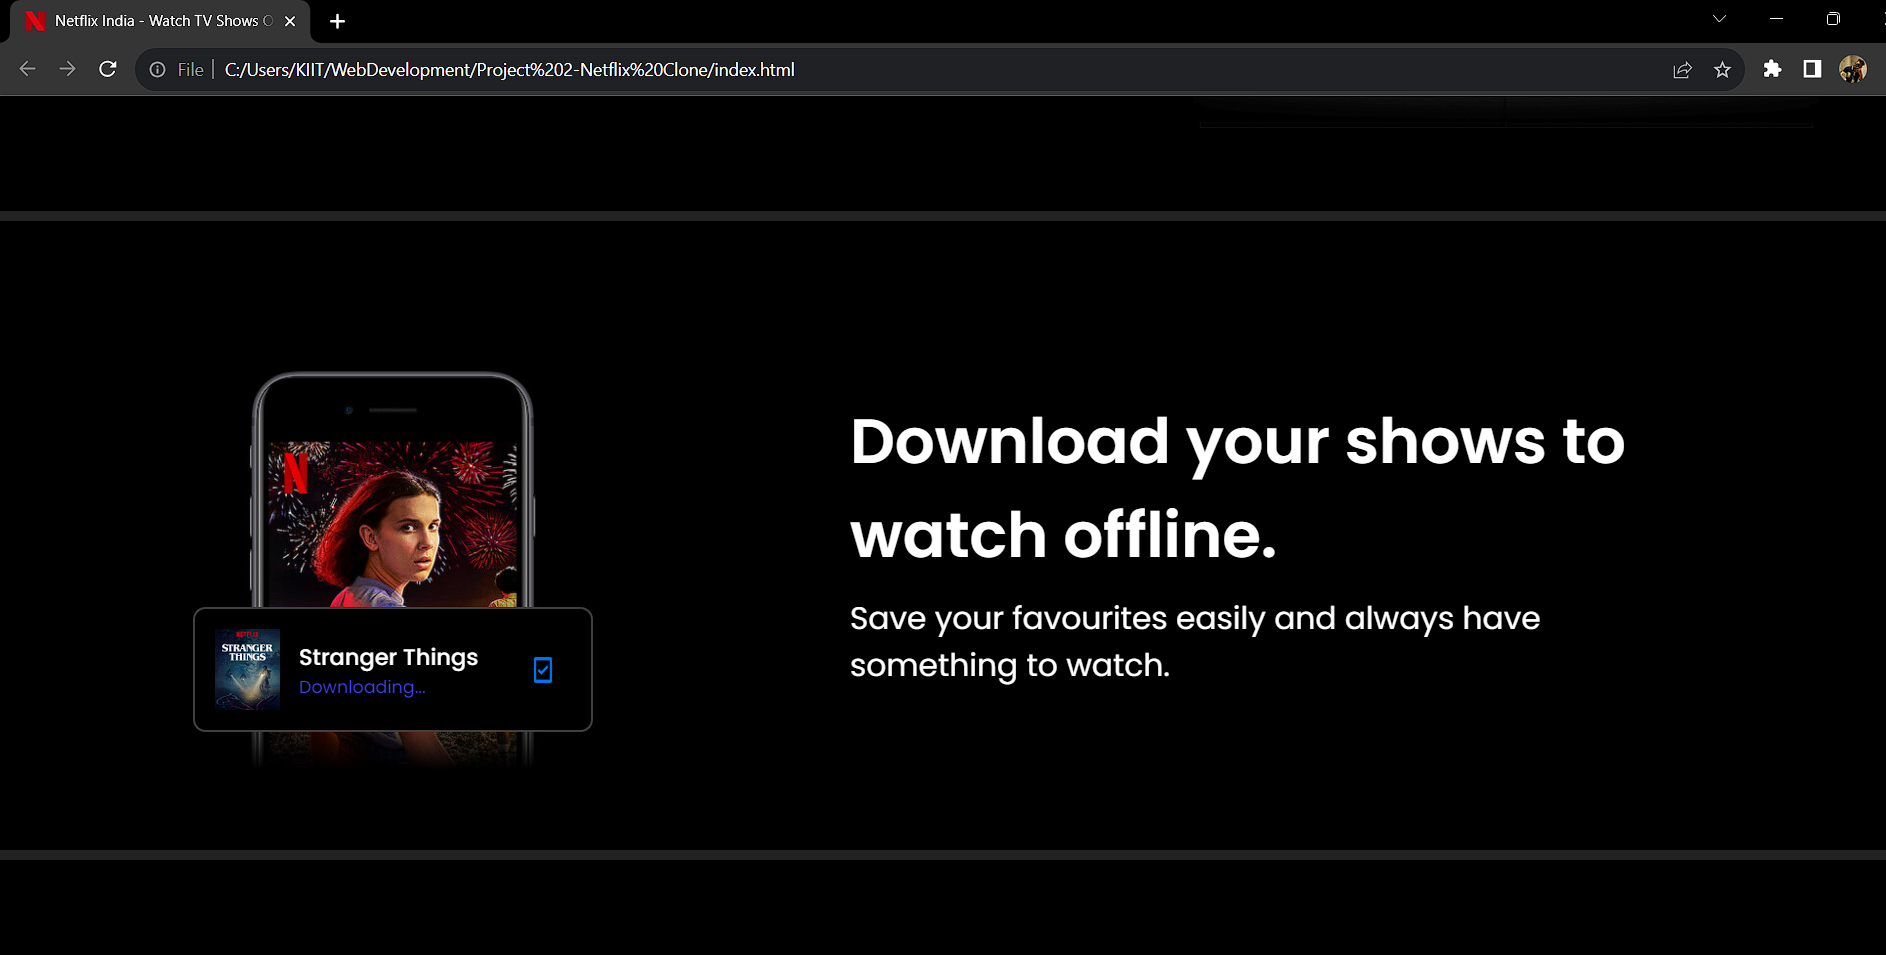 Netflix India - Watch TV Shows O
File
C:/Users/KIIT/WebDevelopment/Project%202-Netflix%20Clone/index.html
Download your shows to
watch offline.
Save your favourites easily and always have
something to watch.
N
NETFLIX
STRANGER
THINGS
Stranger Things
Downloading...